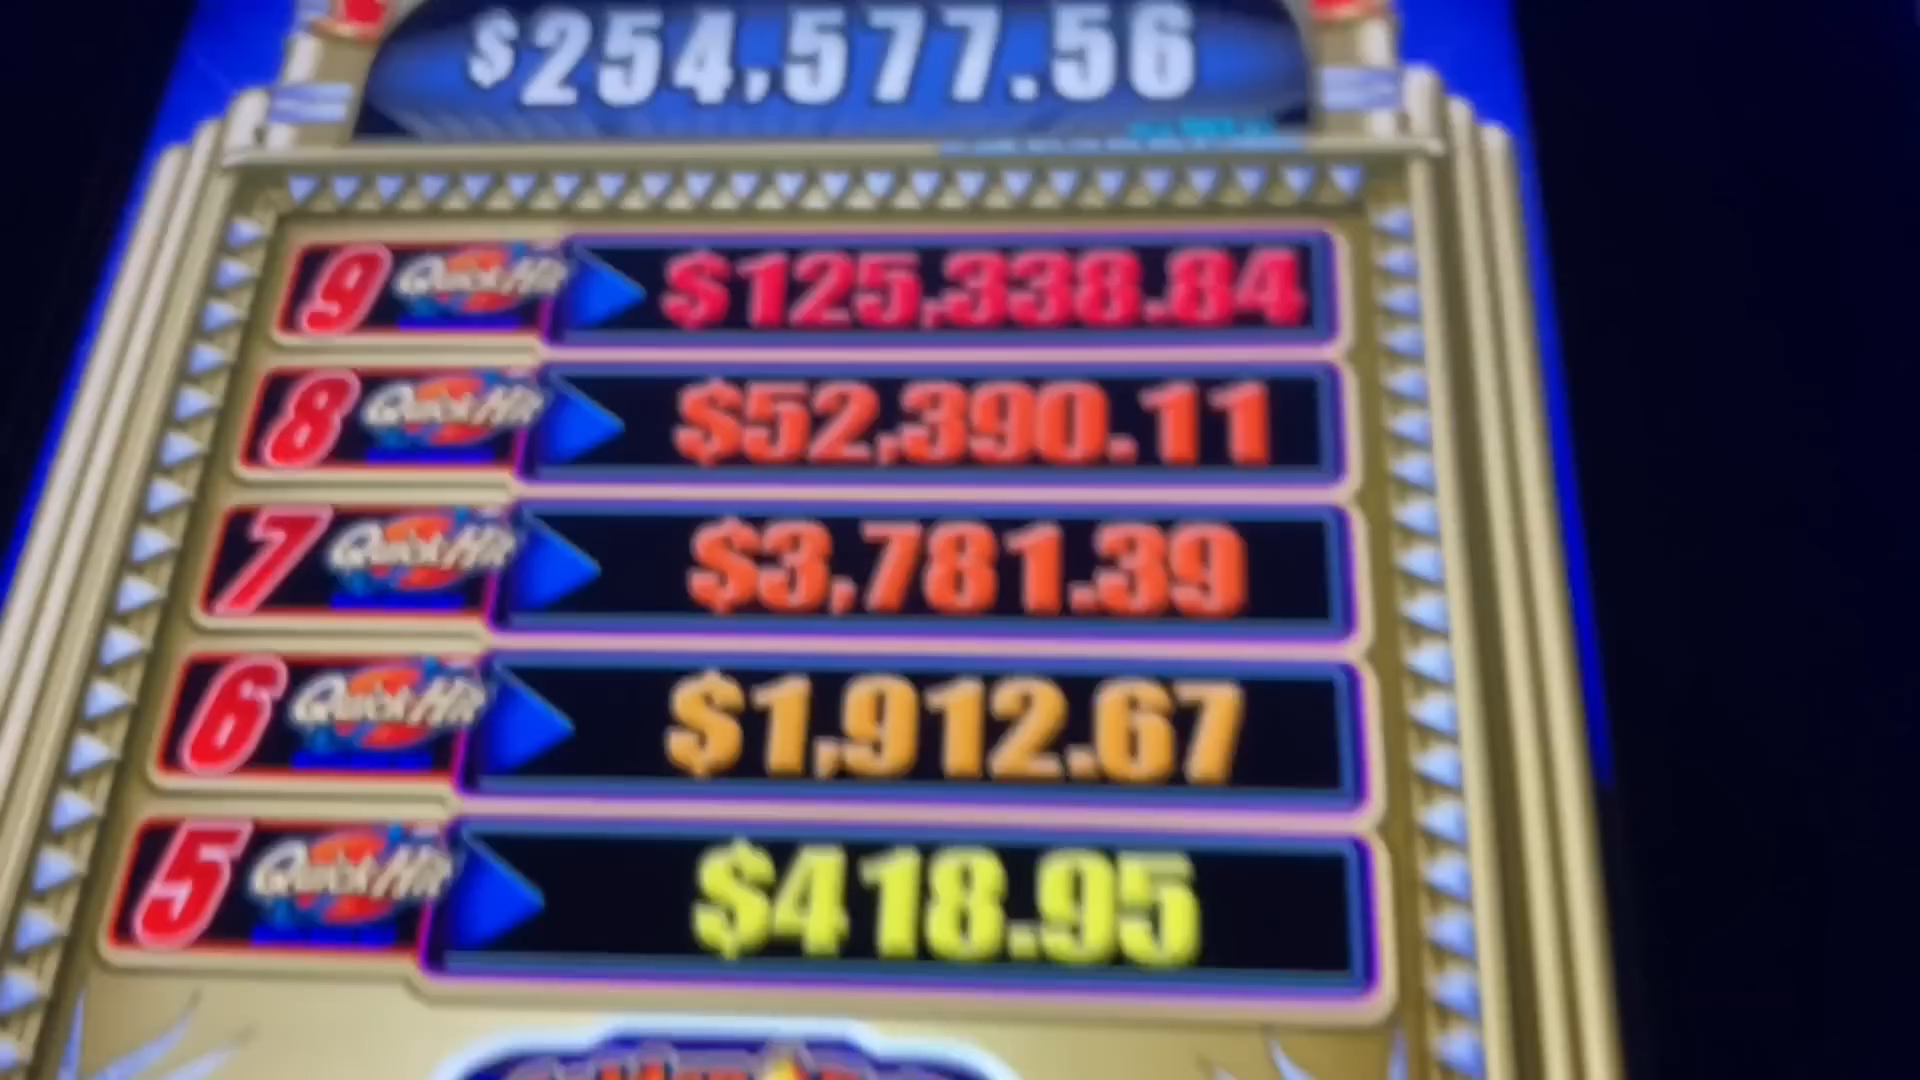 $254,577.56
9 Quick Hit $125,338.84
8 Quick Hit $52,390.11
7 Quick Hit $3,781.39
6 Quick Hit $1,912.67
5 Quick Hit $418.95